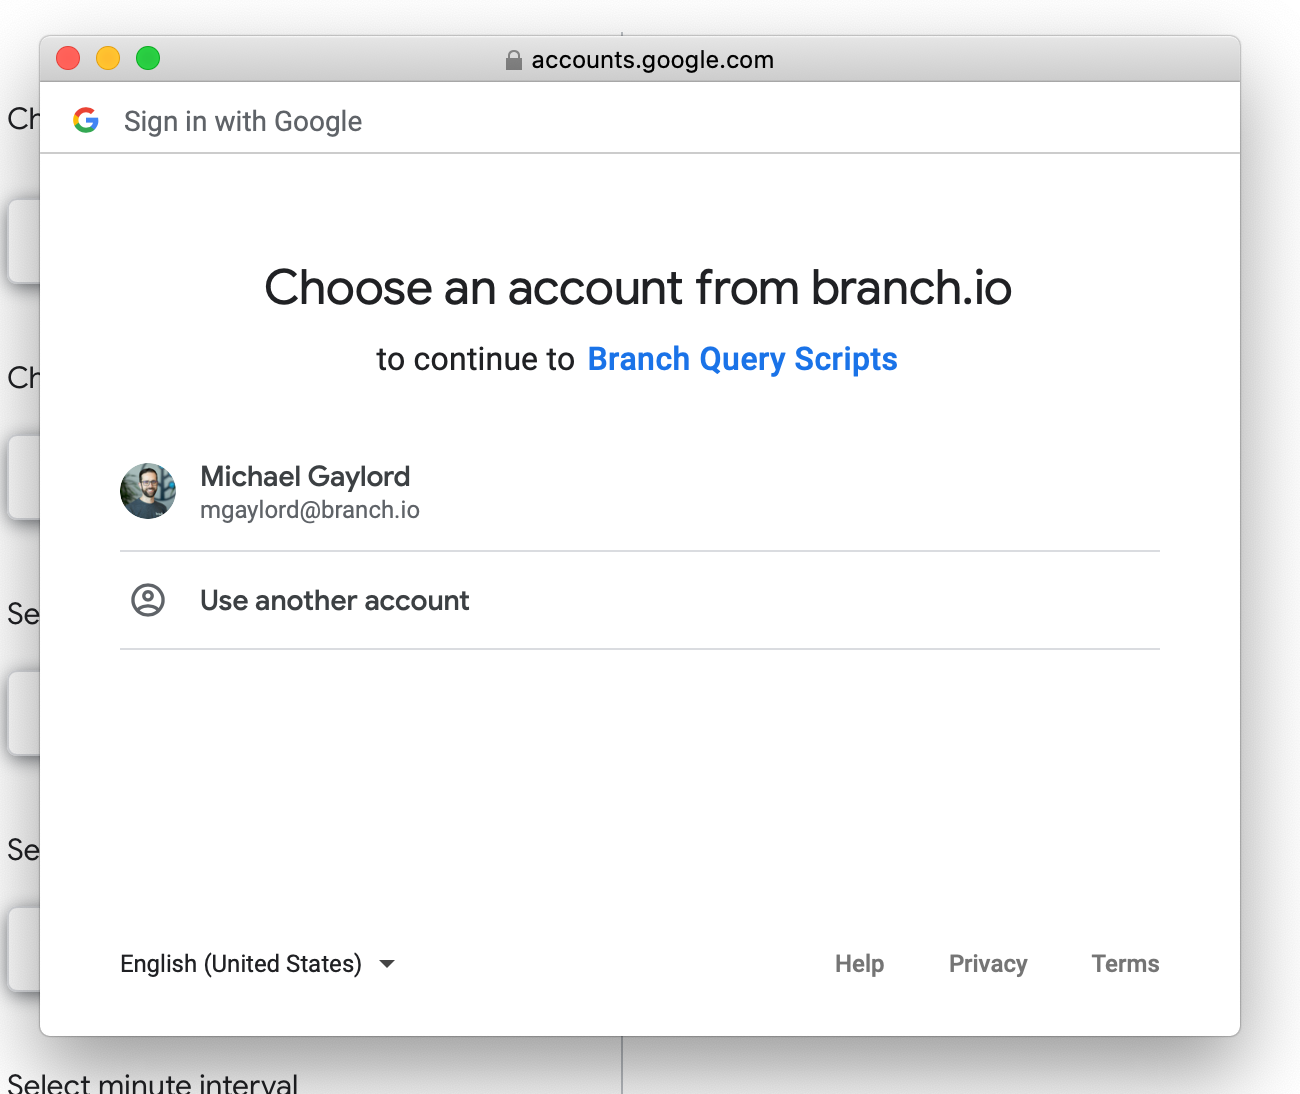 accounts.google.com
Sign in with Google
Choose an account from branch.io
to continue to Branch Query Scripts
Michael Gaylord
mgaylord@branch.io
Use another account
English (United States)
Help Privacy Terms
Ch
Ch
Se
Se
Select minute interval